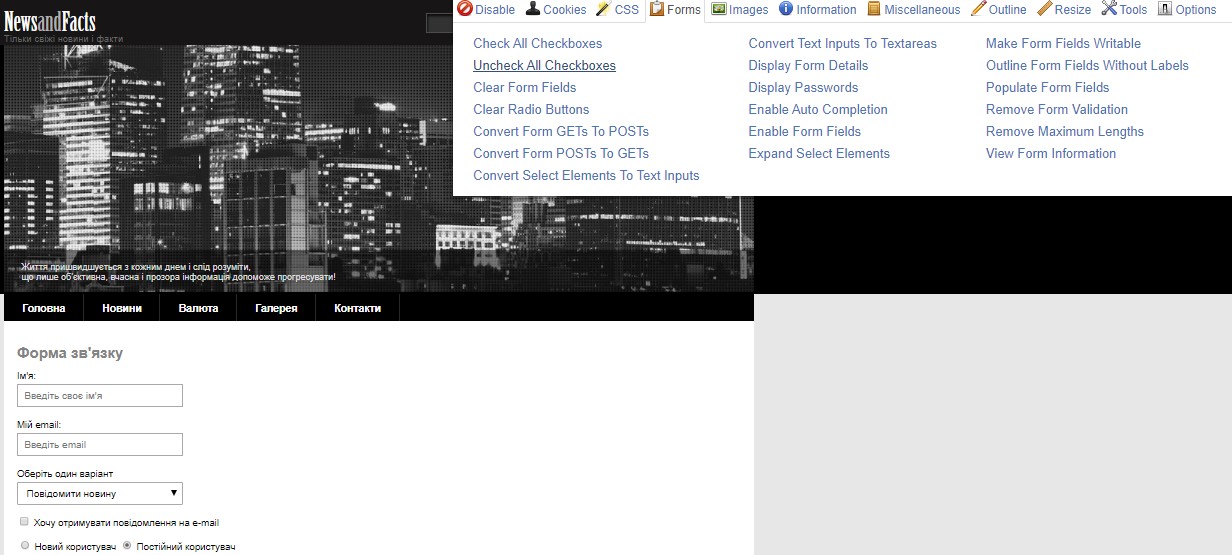 NewsandFacts
Тільки свіжі новини і факти
Disable Cookies CSS Forms Images Information Miscellaneous Outline Resize Tools Options
Check All Checkboxes
Uncheck All Checkboxes
Clear Form Fields
Clear Radio Buttons
Convert Form GETs To POSTs
Convert Form POSTs To GETs
Convert Select Elements To Text Inputs
Convert Text Inputs To Textareas
Display Form Details
Display Passwords
Enable Auto Completion
Enable Form Fields
Expand Select Elements
Make Form Fields Writable
Outline Form Fields Without Labels
Populate Form Fields
Remove Form Validation
Remove Maximum Lengths
View Form Information
Життя пришвидшується з кожним днем і слід розуміти,
що лише об'єктивна, вчасна і прозора інформація допоможе прогресувати!
Головна Новини Валюта Галерея Контакти
Форма зв'язку
Ім'я:
Введіть своє ім'я
Мій email:
Введіть email
Оберіть один варіант
Повідомити новину
Хочу отримувати повідомлення на e-mail
Новий користувач Постійний користувач